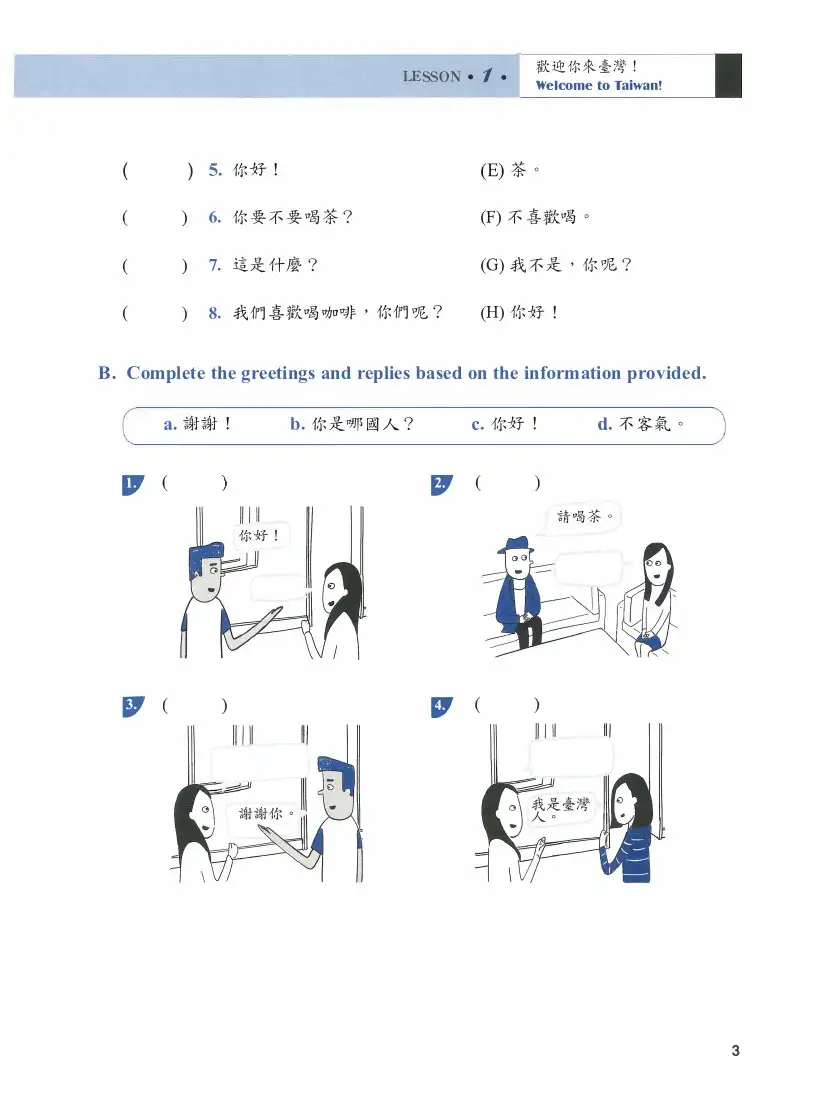 LESSON • 1 •
歡迎你來臺灣！
Welcome to Taiwan!
( ) 5. 你好！ (E) 茶。
( ) 6. 你要不要喝茶？ (F) 不喜歡喝。
( ) 7. 這是什麼？ (G) 我不是，你呢？
( ) 8. 我們喜歡喝咖啡，你們呢？ (H) 你好！
B. Complete the greetings and replies based on the information provided.
a. 謝謝！ b. 你是哪國人？ c. 你好！ d. 不客氣。
1. ( ) 2. ( )
你好！
請喝茶。
3. ( ) 4. ( )
謝謝你。
我是臺灣
人。
3